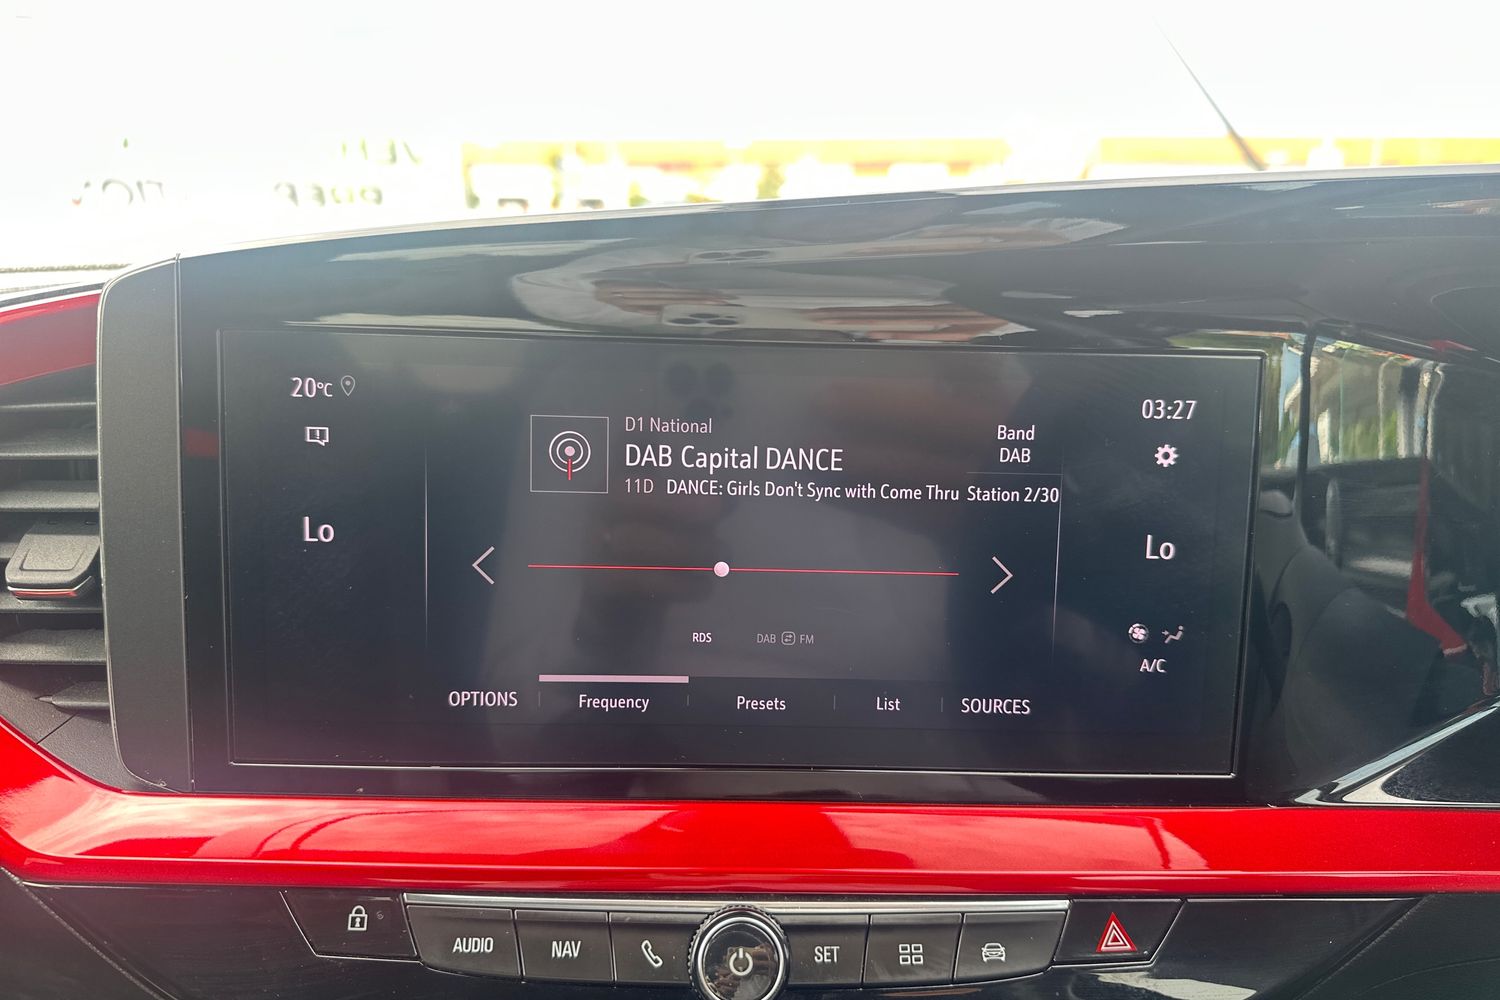 20°C
Lo
D1 National
DAB Capital DANCE
11D DANCE: Girls Don't Sync with Come Thru Station 2/30
Band
DAB
03:27
Lo
A/C
RDS DAB FM
OPTIONS Frequency Presets List SOURCES
AUDIO NAV SET